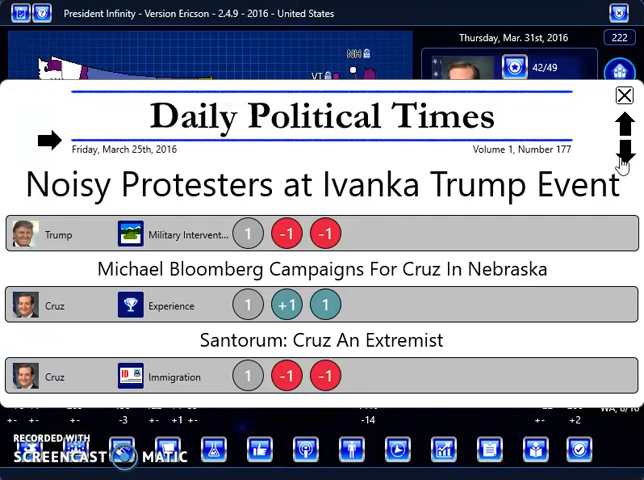 President Infinity - Version Ericson - 2.4.9 - 2016 - United States
Thursday, Mar. 31st, 2016
222
NH
VT
42/49
Daily Political Times
Friday, March 25th, 2016
Volume 1, Number 177
Noisy Protesters at Ivanka Trump Event
Trump Military Intervent... 1 -1 -1
Michael Bloomberg Campaigns For Cruz In Nebraska
Cruz Experience 1 +1 1
Santorum: Cruz An Extremist
Cruz Immigration 1 -1 -1
+- +- -3 +- +1 +- -14 +- +2
RECORDED WITH
SCREENCAST MATIC